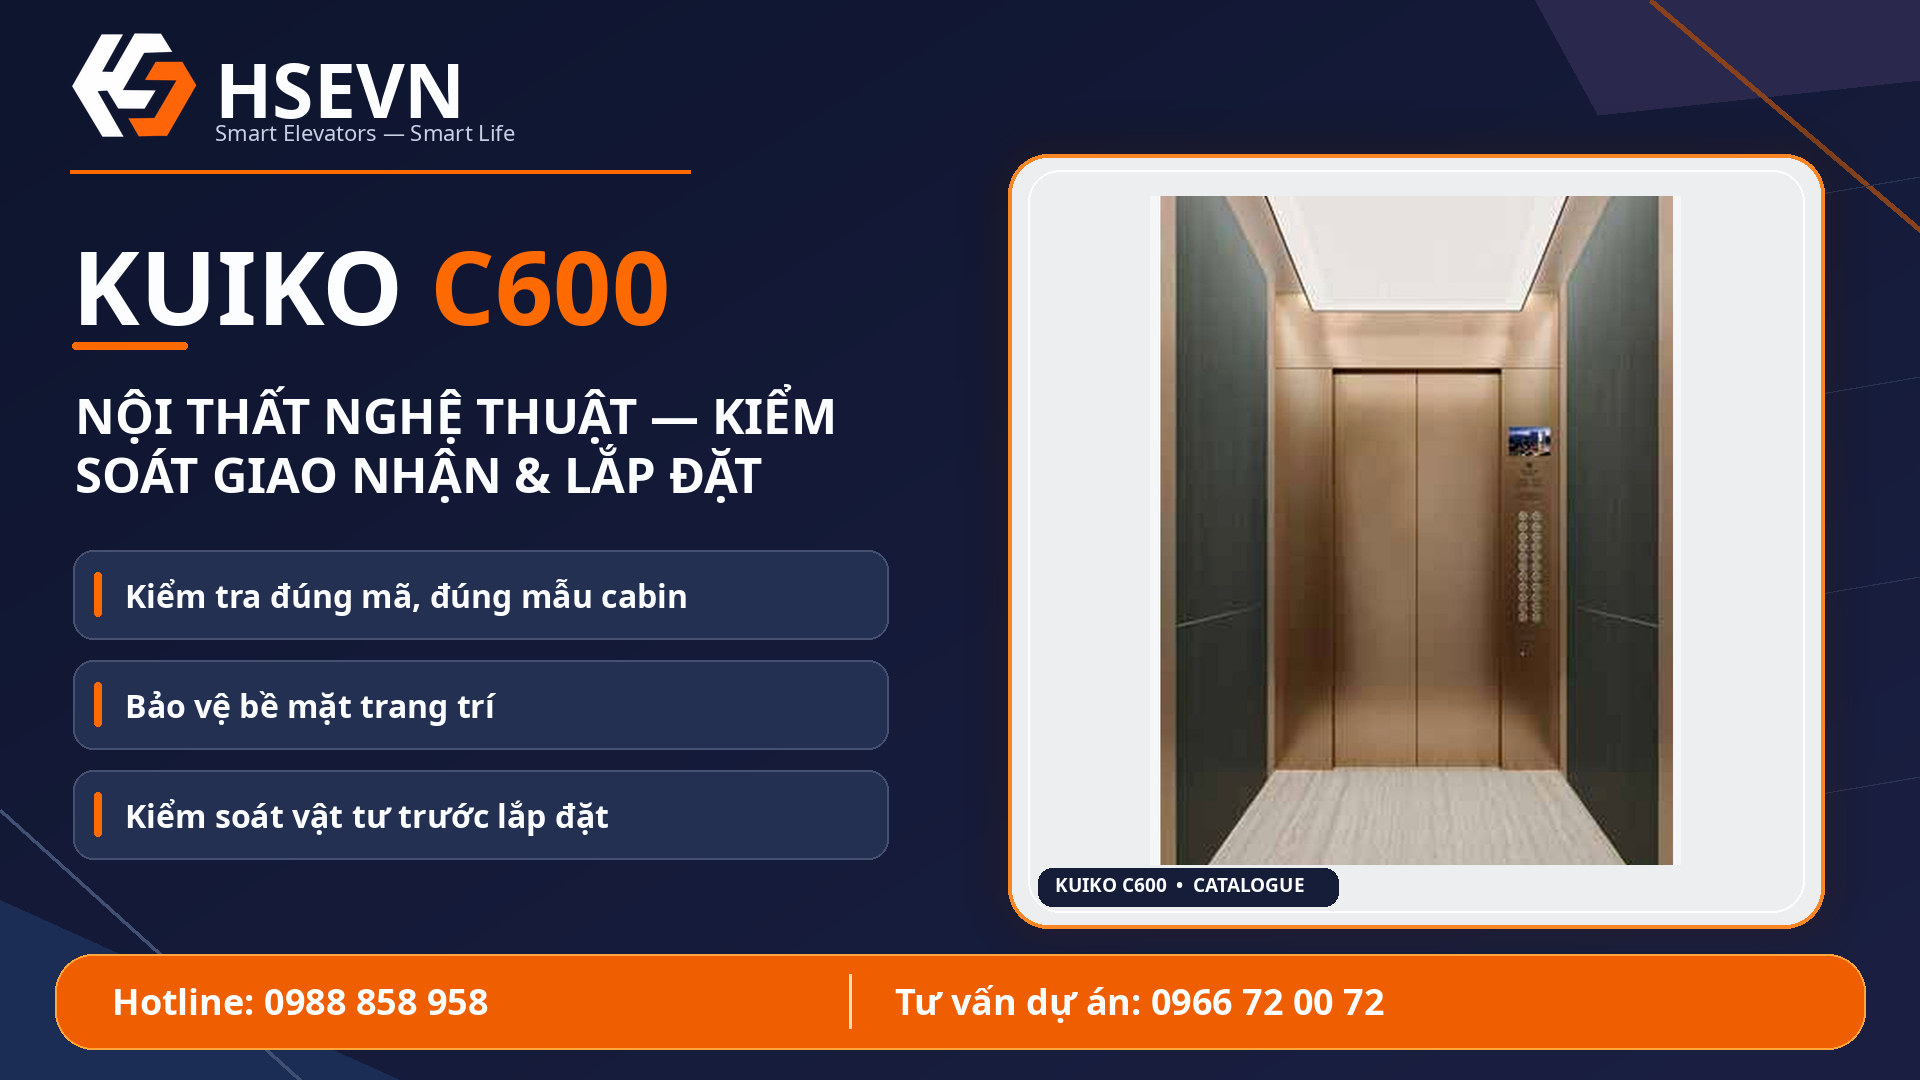 HSEVN
Smart Elevators — Smart Life
KUIKO C600
NỘI THẤT NGHỆ THUẬT — KIỂM
SOÁT GIAO NHẬN & LẮP ĐẶT
Kiểm tra đúng mã, đúng mẫu cabin
Bảo vệ bề mặt trang trí
Kiểm soát vật tư trước lắp đặt
KUIKO C600 • CATALOGUE
Hotline: 0988 858 958
Tư vấn dự án: 0966 72 00 72